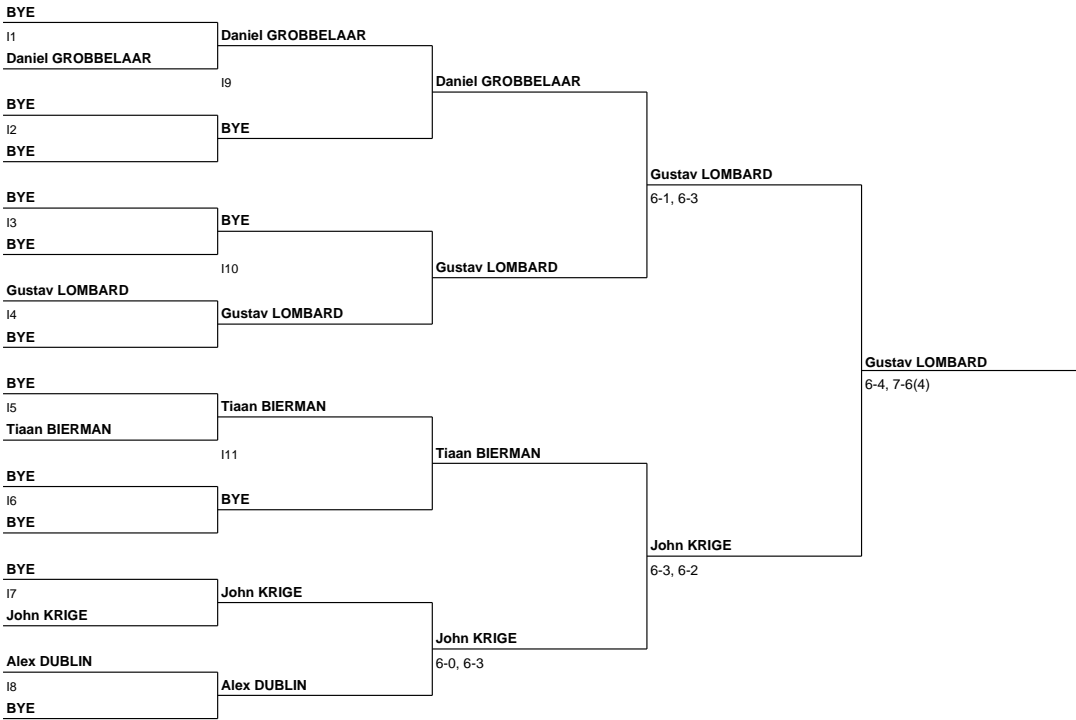 BYE
I1
Daniel GROBBELAAR
BYE
I2
BYE
BYE
I3
BYE
Gustav LOMBARD
I4
BYE
BYE
I5
Tiaan BIERMAN
BYE
I6
BYE
BYE
I7
John KRIGE
Alex DUBLIN
I8
BYE
Daniel GROBBELAAR
I9
BYE
BYE
I10
Gustav LOMBARD
Tiaan BIERMAN
I11
BYE
John KRIGE
Alex DUBLIN
Daniel GROBBELAAR
Gustav LOMBARD
Tiaan BIERMAN
John KRIGE
6-0, 6-3
Gustav LOMBARD
6-1, 6-3
John KRIGE
6-3, 6-2
Gustav LOMBARD
6-4, 7-6(4)